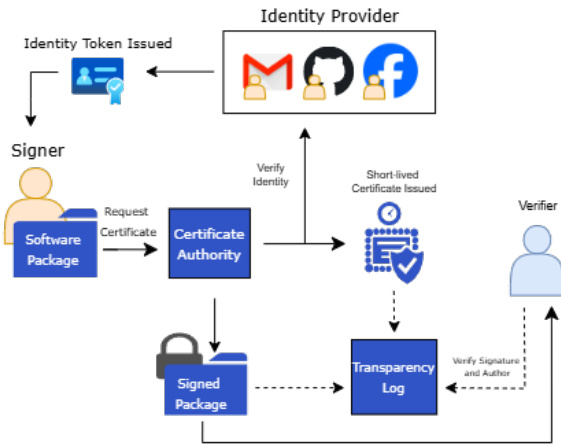 Identity Provider
Identity Token Issued
Signer
Verify
Identity
Short-lived
Certificate Issued
Verifier
Request
Certificate
Software
Package
Certificate
Authority
Signed
Package
Transparency
Log
Verify Signature
and Author